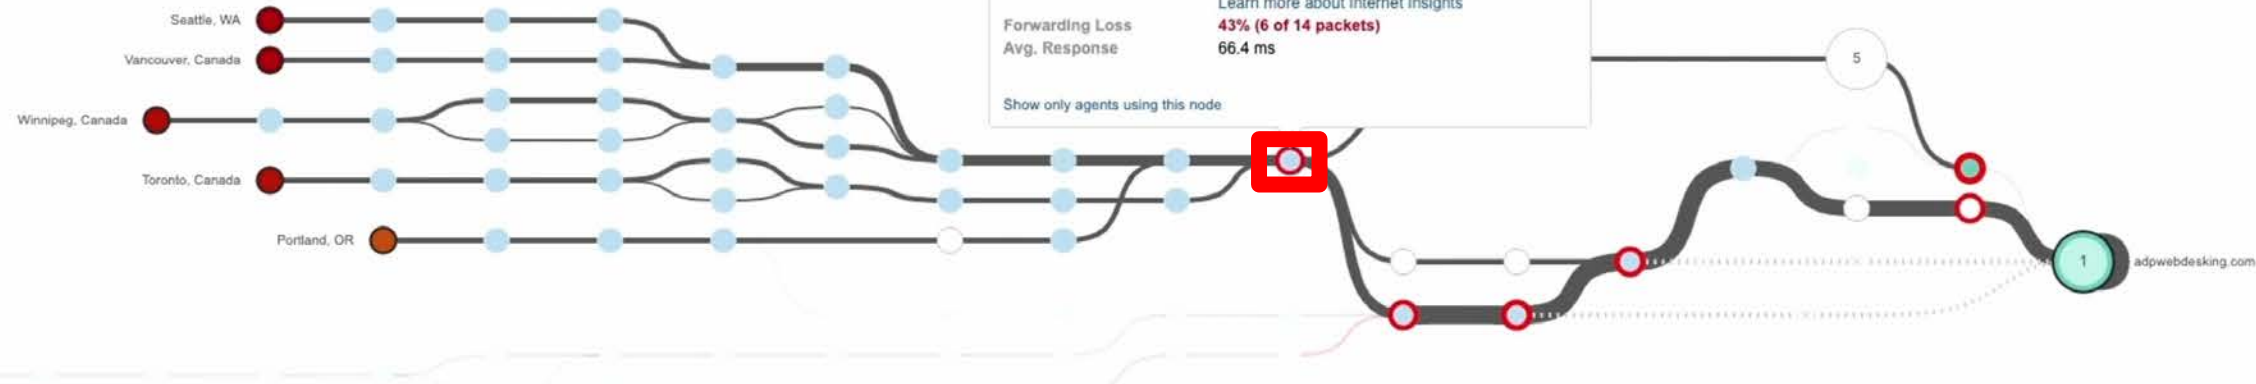 Seattle, WA
Vancouver, Canada
Winnipeg, Canada
Toronto, Canada
Portland, OR
Learn more about Internet Insights
Forwarding Loss 43% (6 of 14 packets)
Avg. Response 66.4 ms
Show only agents using this node
5
1
adpwebdesking.com